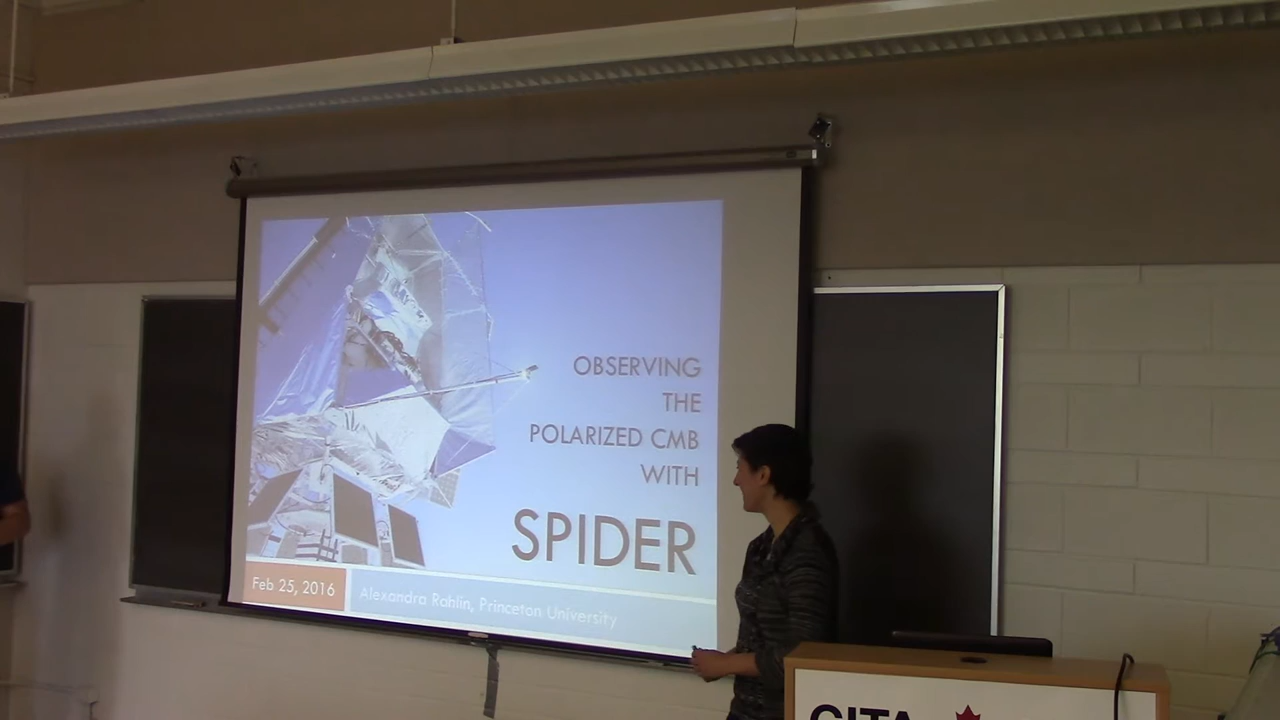 OBSERVING
THE
POLARIZED CMB
WITH
SPIDER
Feb 25, 2016
Alexandra Rahlin, Princeton University
CITA